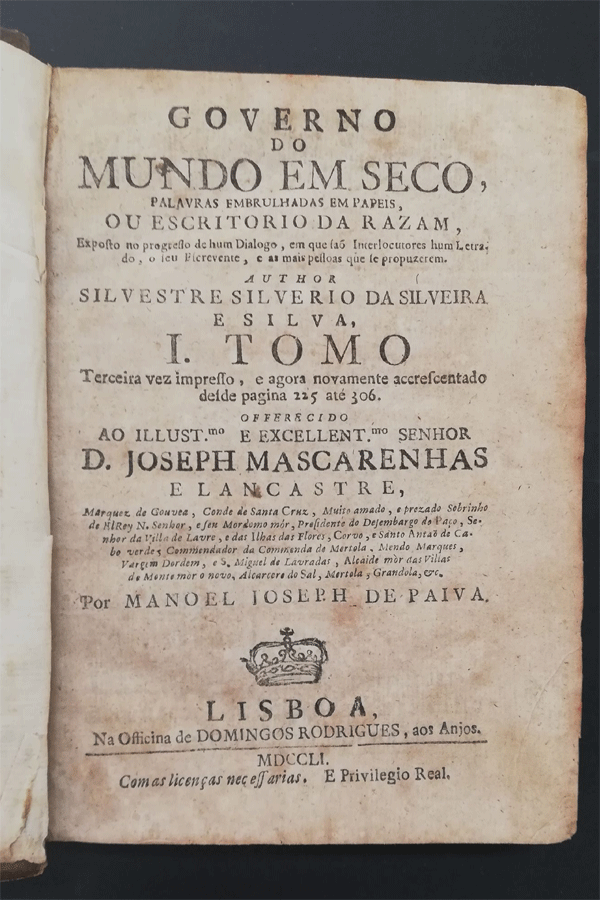 GOVERNO
DO
MUNDO EM SECO,
PALAVRAS EMBRULHADAS EM PAPEIS,
OU ESCRITORIO DA RAZAM,
Expoſto no progreſſo de hum Dialogo, em que ſaõ Interlocutores hum Letra-
do, o ſeu Eſcrevente, e as mais peſſoas que ſe propuzerem.
AUTHOR
SILVESTRE SILVERIO DA SILVEIRA
E SILVA,
I. TOMO
Terceira vez impreſſo, e agora novamente accreſcentado
deſde pagina 225 até 306.
OFFERECIDO
AO ILLUST.mo E EXCELLENT.mo SENHOR
D. JOSEPH MASCARENHAS
E LANCASTRE,
Marquez de Gouvea, Conde de Santa Cruz, Muito amado, e prezado Sobrinho
de ElRey N. Senhor, e ſeu Mordomo mór, Preſidente do Deſembargo do Paço, Se-
nhor da Villa de Lavre, e das Ilhas das Flores, Corvo, e Santo Antaõ de Ca-
bo verde, Commendador da Commenda de Mertola, Mendo Marques,
Vargem Dordem, e S. Miguel de Lavradas, Alcaide mór das Villas
de Monte mór o novo, Alcacere do Sal, Mertola, Grandola, &c.
Por MANOEL JOSEPH DE PAIVA.
LISBOA,
Na Officina de DOMINGOS RODRIGUES, aos Anjos.
MDCCLI.
Com as licenças neceſſarias. E Privilegio Real.